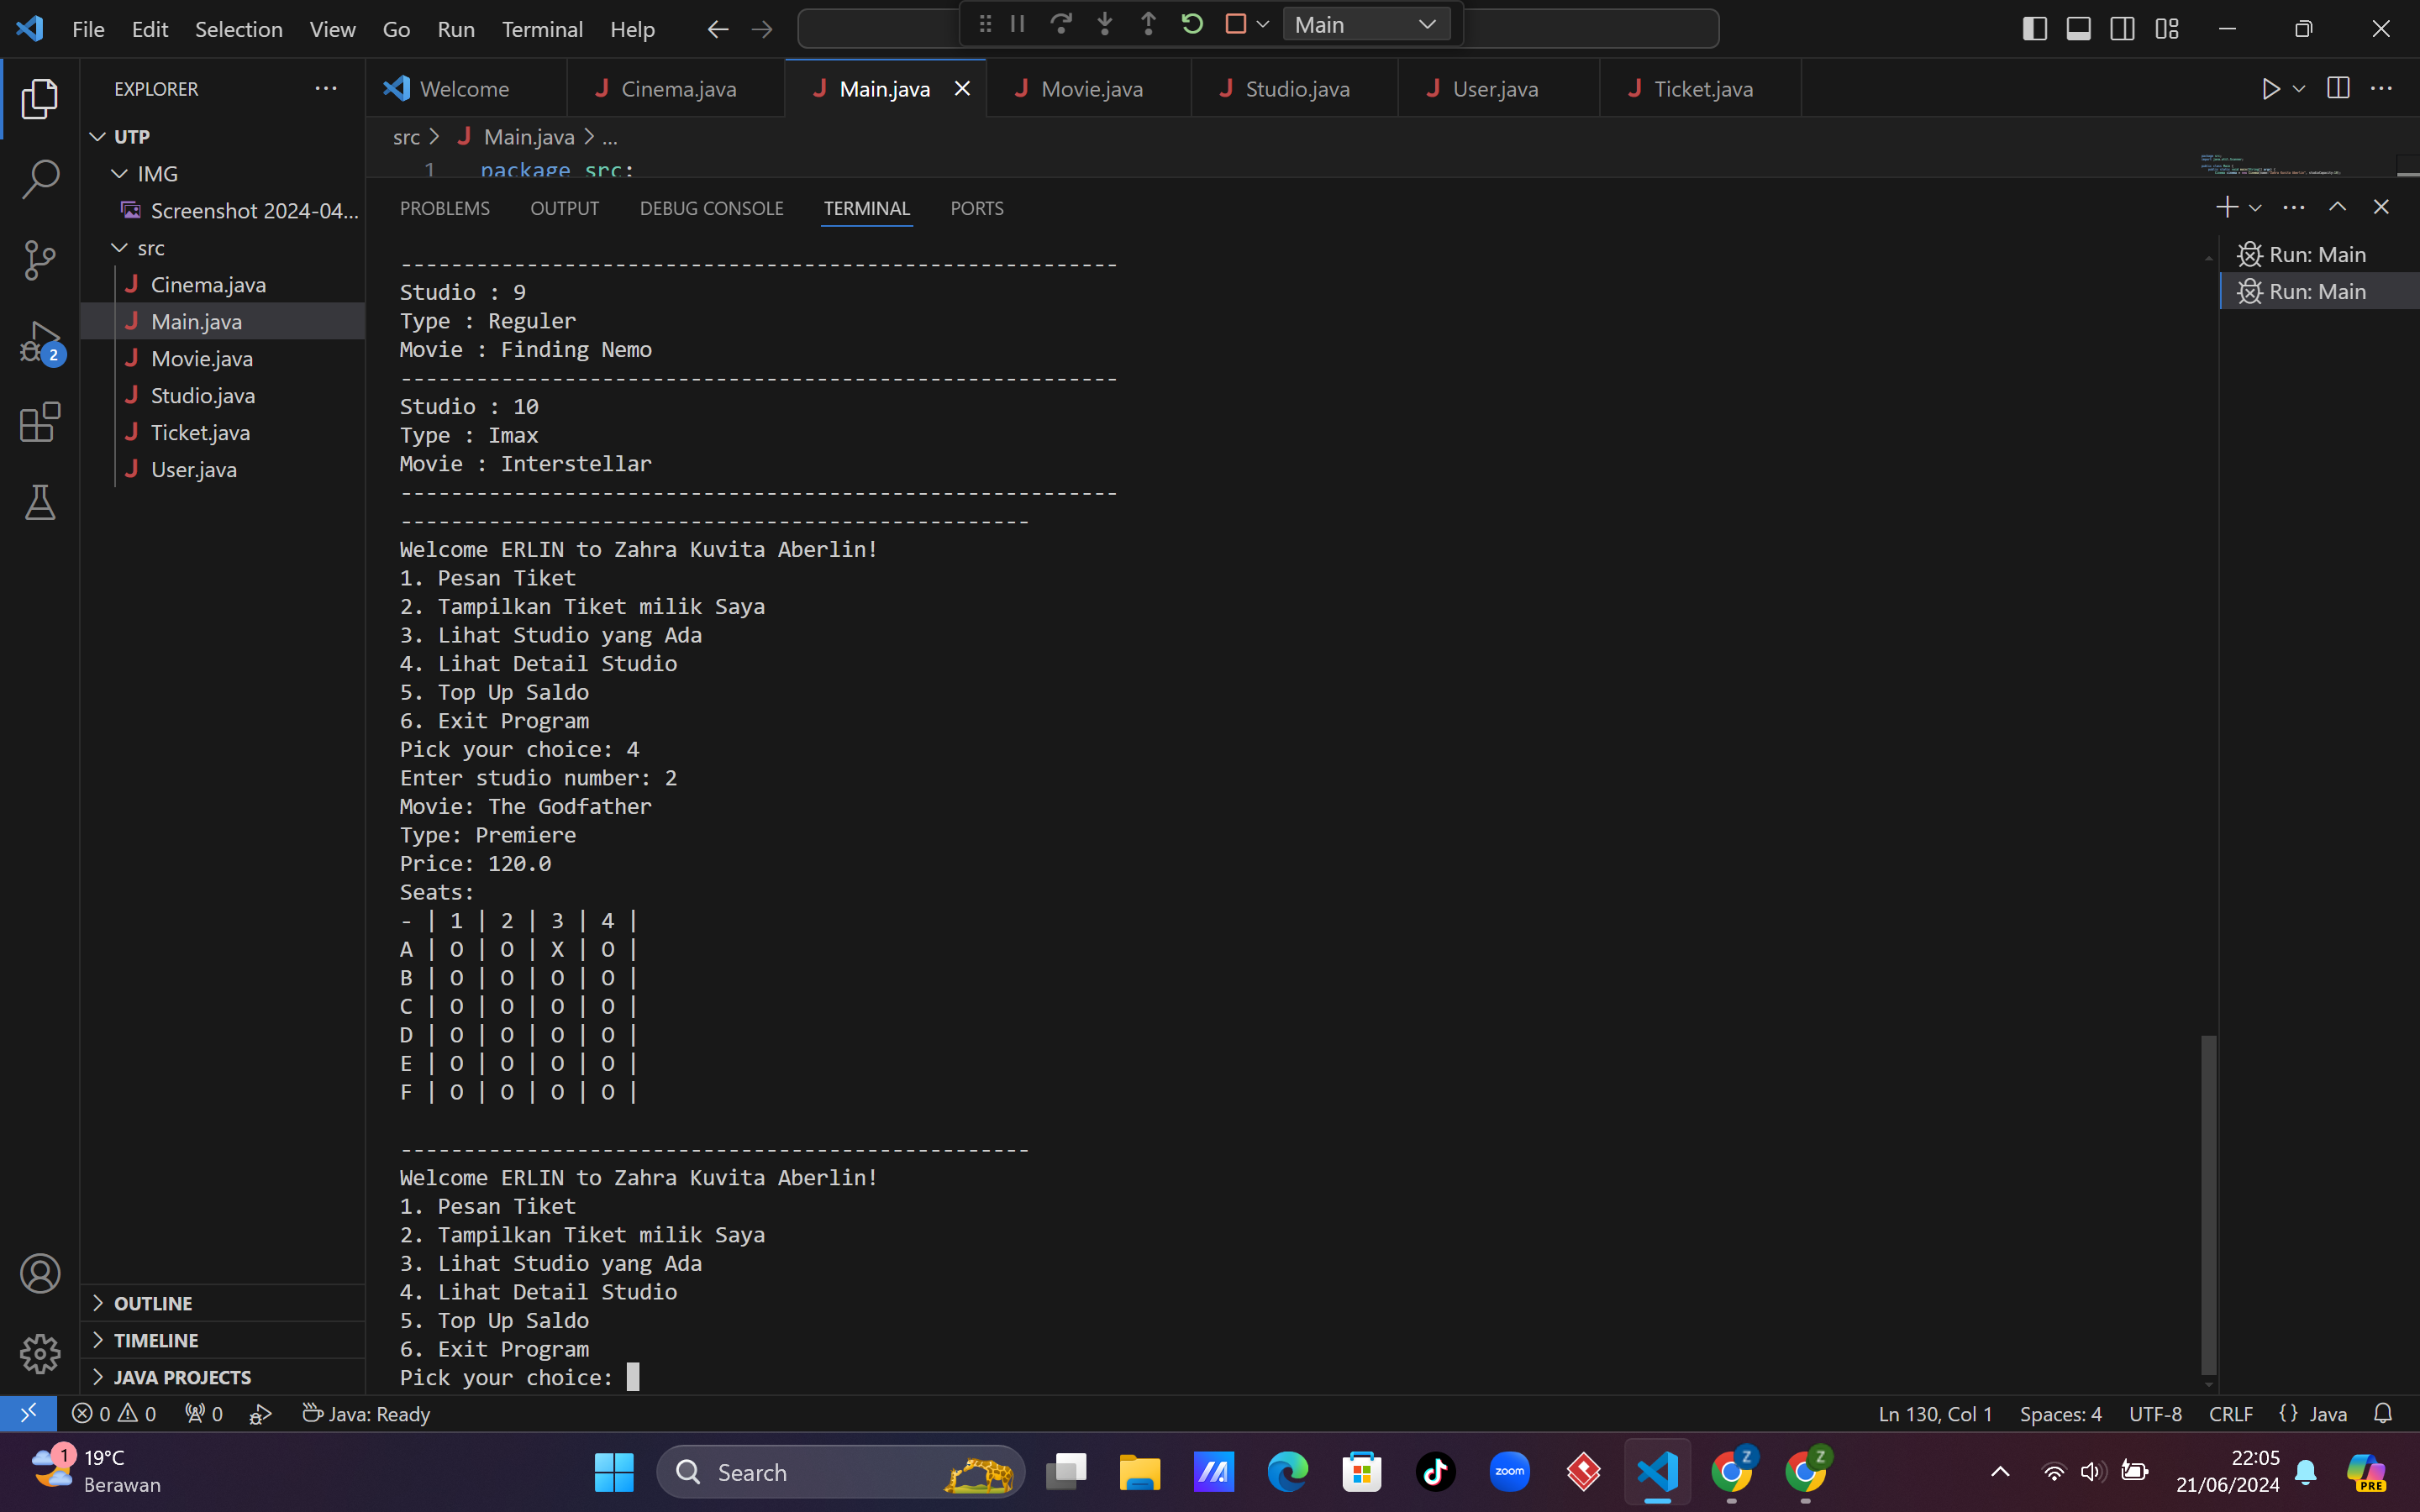 File Edit Selection View Go Run Terminal Help Main
EXPLORER
Welcome Cinema.java Main.java Movie.java Studio.java User.java Ticket.java
UTP
IMG
Screenshot 2024-04...
src
Cinema.java
Main.java
Movie.java
Studio.java
Ticket.java
User.java
2
OUTLINE
TIMELINE
JAVA PROJECTS
src > Main.java > ...
1 package src;
PROBLEMS OUTPUT DEBUG CONSOLE TERMINAL PORTS
Run: Main
Run: Main
---------------------------------------------------------
Studio : 9
Type : Reguler
Movie : Finding Nemo
---------------------------------------------------------
Studio : 10
Type : Imax
Movie : Interstellar
---------------------------------------------------------
--------------------------------------------------
Welcome ERLIN to Zahra Kuvita Aberlin!
1. Pesan Tiket
2. Tampilkan Tiket milik Saya
3. Lihat Studio yang Ada
4. Lihat Detail Studio
5. Top Up Saldo
6. Exit Program
Pick your choice: 4
Enter studio number: 2
Movie: The Godfather
Type: Premiere
Price: 120.0
Seats:
- | 1 | 2 | 3 | 4 |
A | O | O | X | O |
B | O | O | O | O |
C | O | O | O | O |
D | O | O | O | O |
E | O | O | O | O |
F | O | O | O | O |
--------------------------------------------------
Welcome ERLIN to Zahra Kuvita Aberlin!
1. Pesan Tiket
2. Tampilkan Tiket milik Saya
3. Lihat Studio yang Ada
4. Lihat Detail Studio
5. Top Up Saldo
6. Exit Program
Pick your choice:
0 0 0 Java: Ready Ln 130, Col 1 Spaces: 4 UTF-8 CRLF {} Java
1 19°C
Berawan
Search
zoom
Z
Z
22:05
21/06/2024
PRE